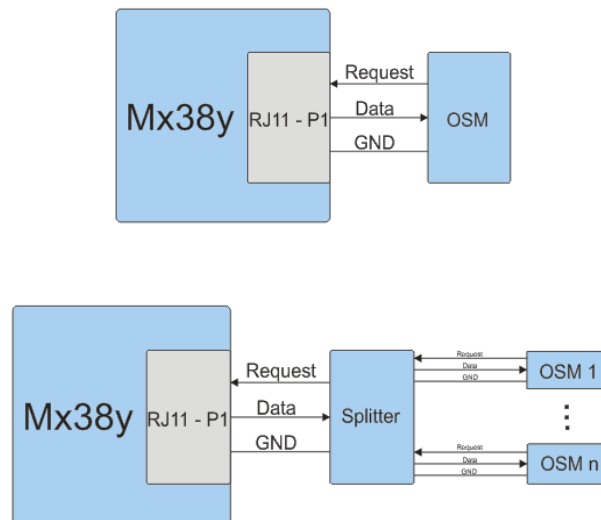 Mx38y
RJ11 - P1
Request
Data
GND
OSM
Mx38y
RJ11 - P1
Request
Data
GND
Splitter
Request
Data
GND
OSM 1
Request
Data
GND
OSM n